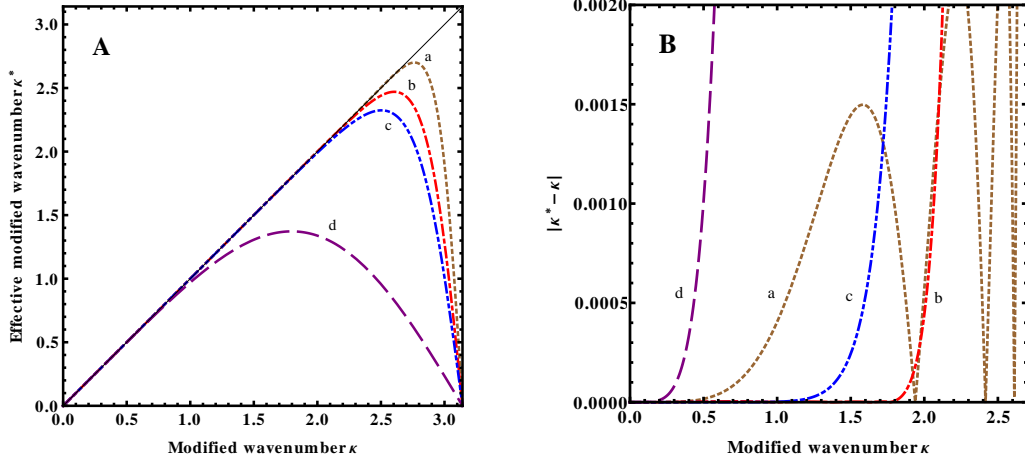 A
Effective modified wavenumber κ*
3.0
2.5
2.0
1.5
1.0
0.5
0.0
a
b
c
d
0.0 0.5 1.0 1.5 2.0 2.5 3.0
Modified wavenumber κ
B
|κ* − κ|
0.0020
0.0015
0.0010
0.0005
0.0000
d
a
c
b
0.0 0.5 1.0 1.5 2.0 2.5
Modified wavenumber κ